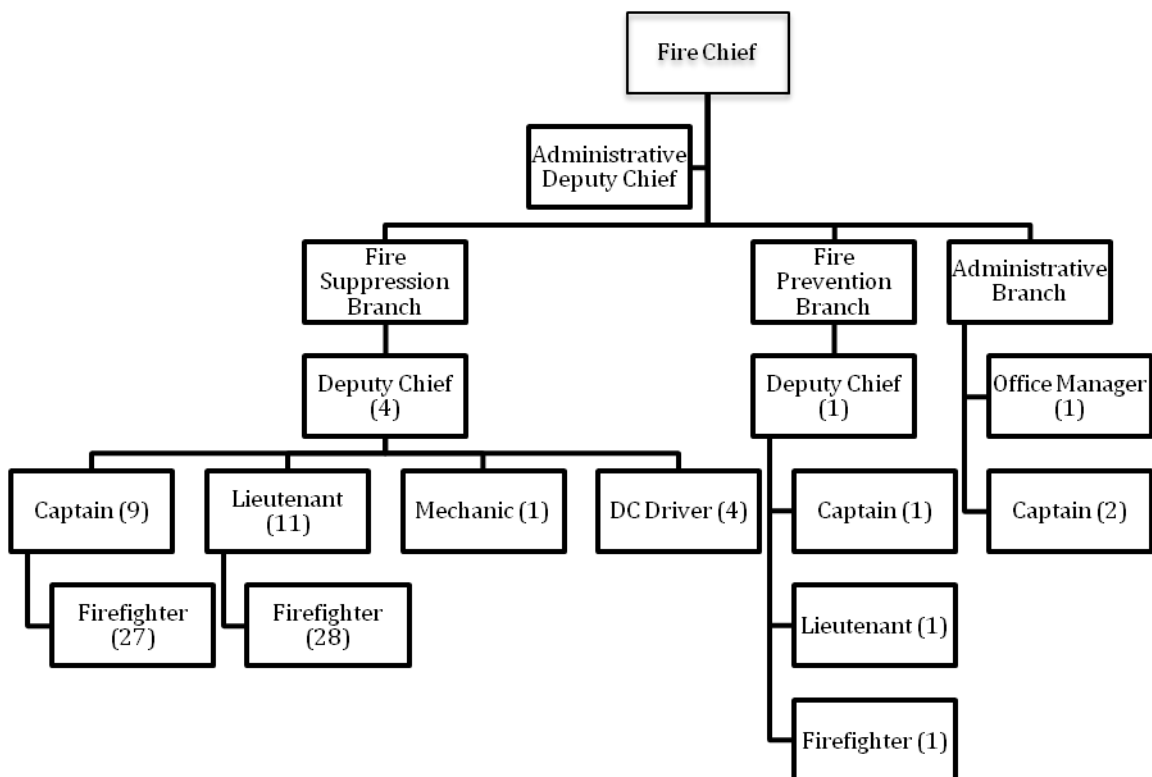 Fire Chief
Administrative
Deputy Chief
Fire
Suppression
Branch
Fire
Prevention
Branch
Administrative
Branch
Deputy Chief
(4)
Deputy Chief
(1)
Office Manager
(1)
Captain (9)
Lieutenant
(11)
Mechanic (1)
DC Driver (4)
Captain (1)
Captain (2)
Firefighter
(27)
Firefighter
(28)
Lieutenant (1)
Firefighter (1)